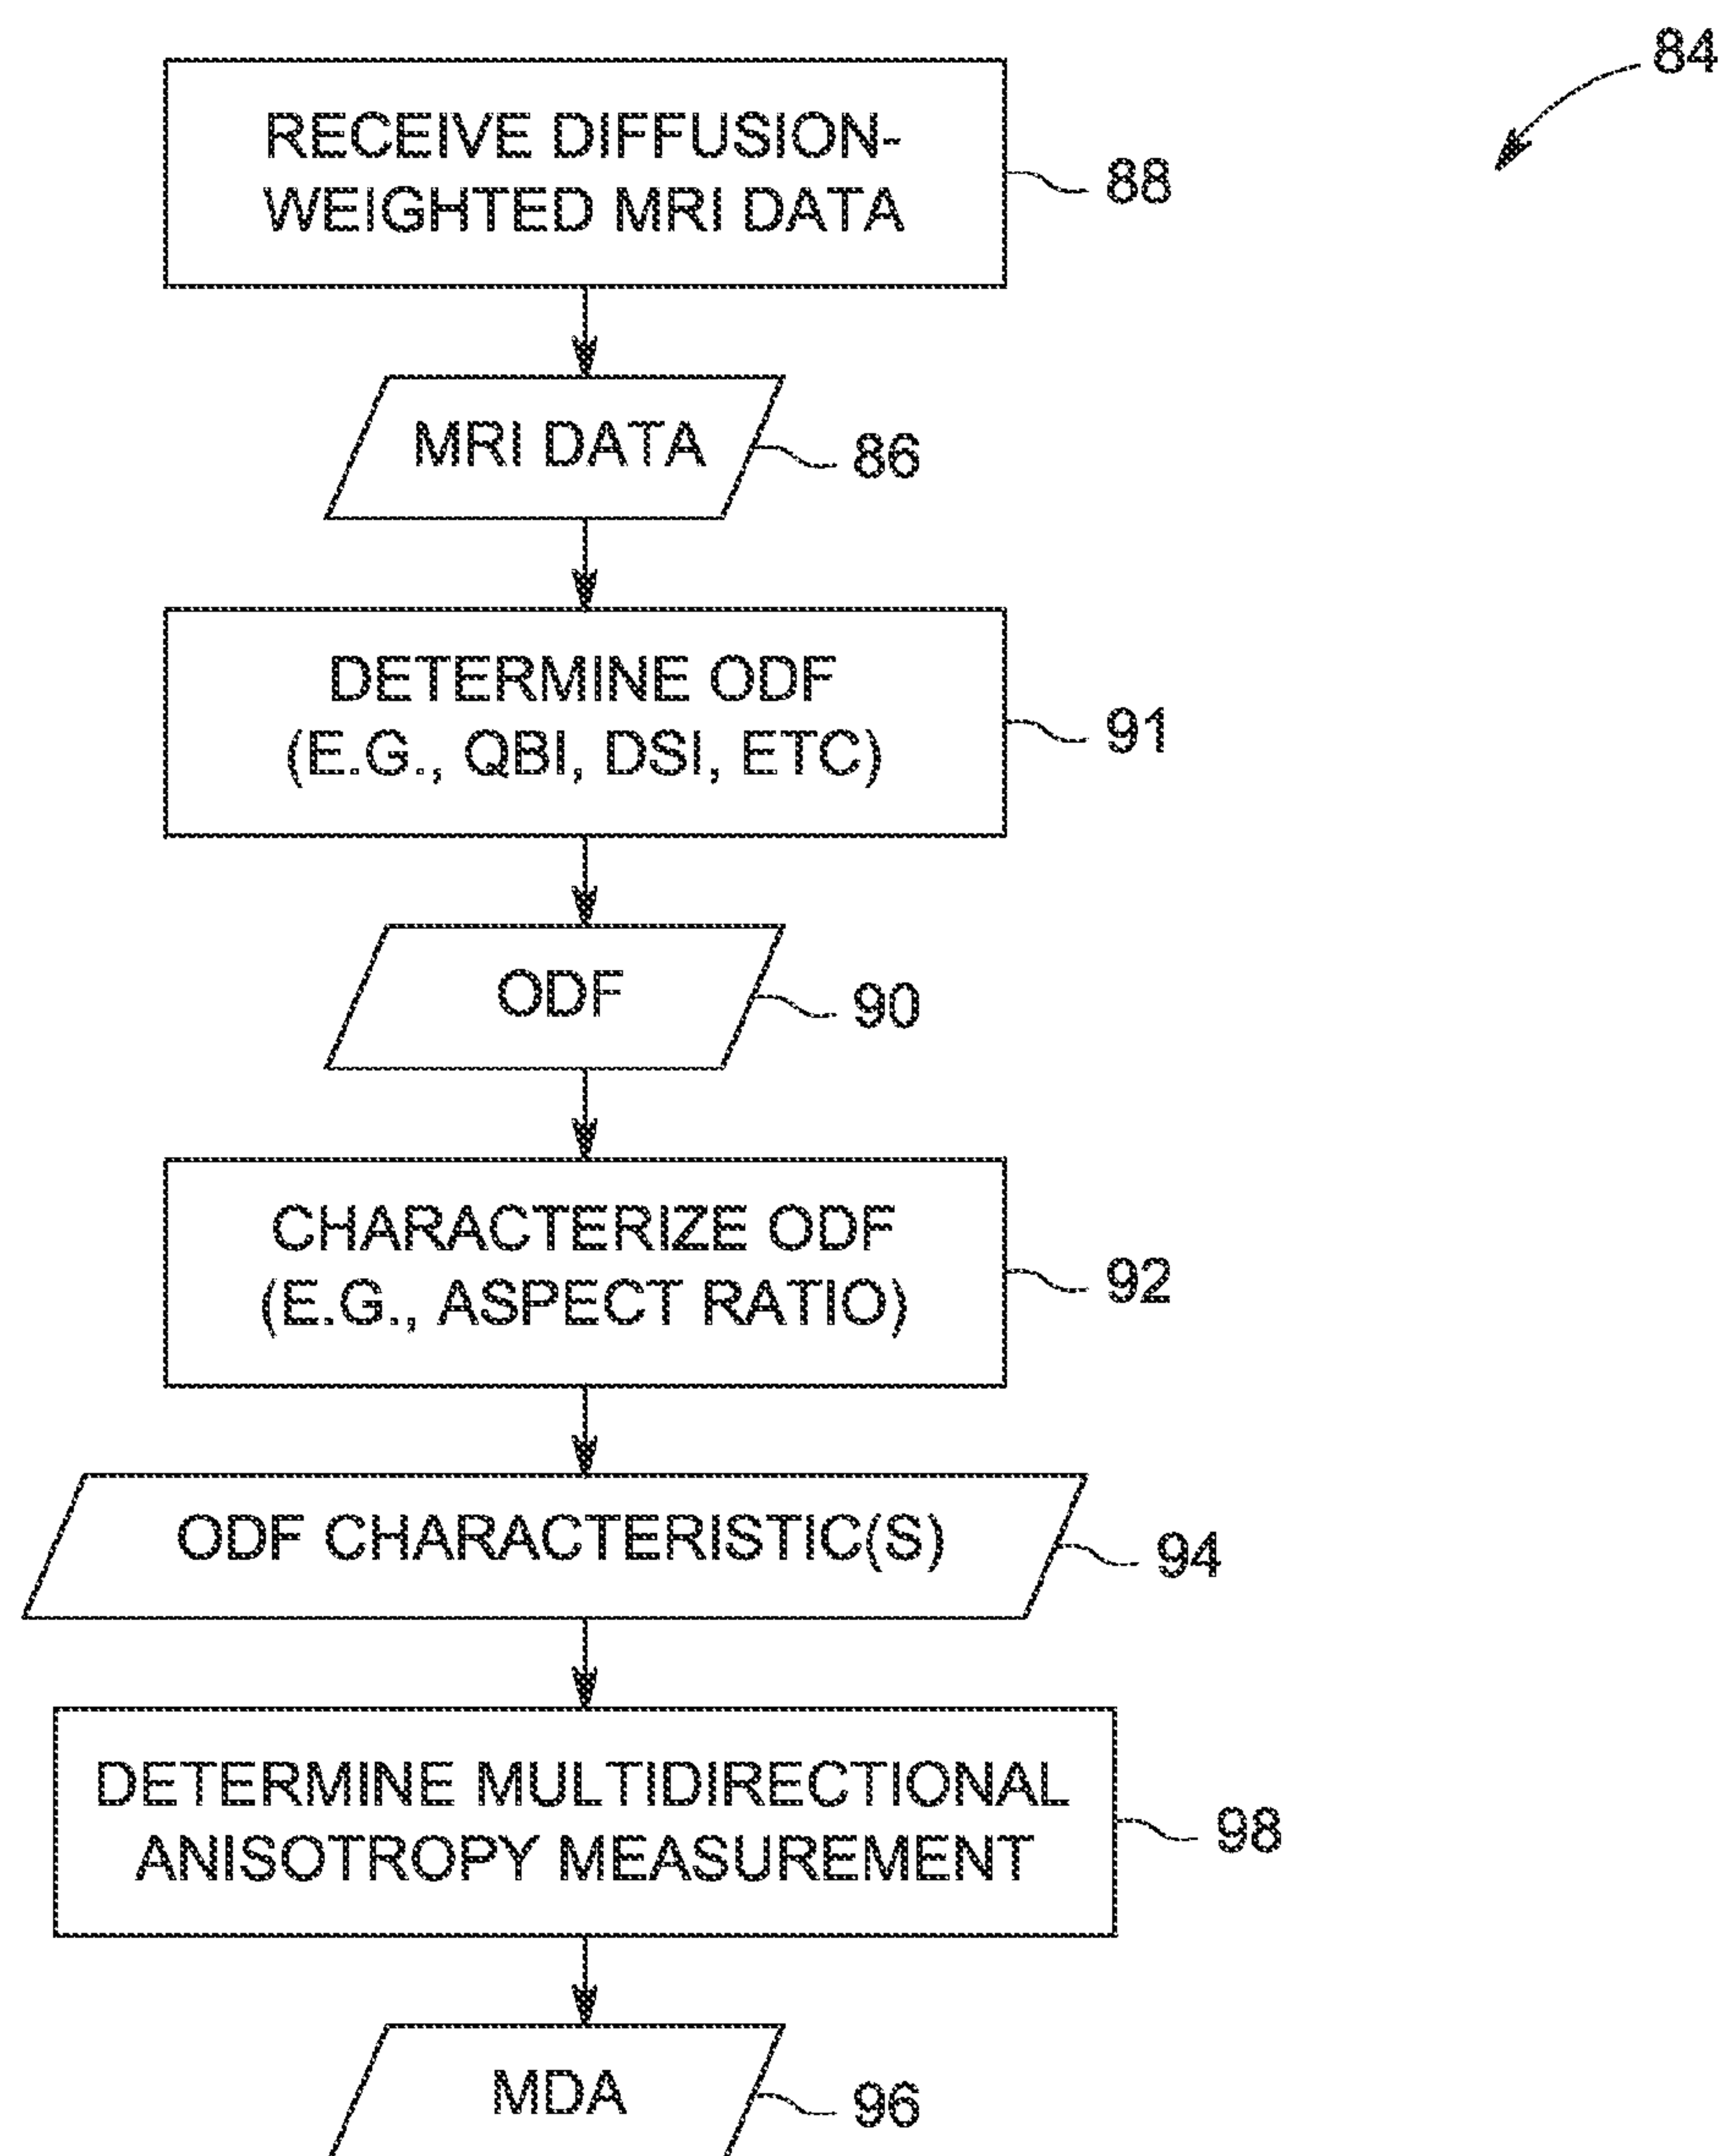 84
RECEIVE DIFFUSION-
WEIGHTED MRI DATA
88
MRI DATA
86
DETERMINE ODF
(E.G., QBI, DSI, ETC)
91
ODF
90
CHARACTERIZE ODF
(E.G., ASPECT RATIO)
92
ODF CHARACTERISTIC(S)
94
DETERMINE MULTIDIRECTIONAL
ANISOTROPY MEASUREMENT
98
MDA
96